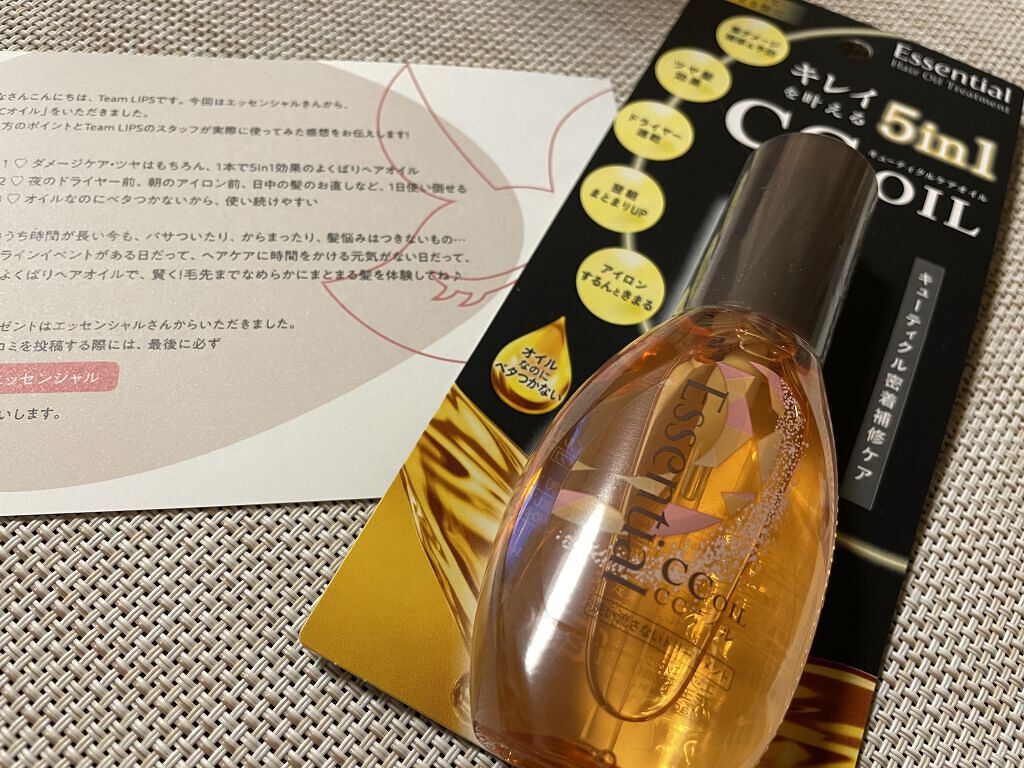 なさんこんにちは、Team LIPSです。今回はエッセンシャルさんから、
Cオイル」をいただきました。
方のポイントとTeam LIPSのスタッフが実際に使ってみた感想をお伝えします!
1 ♡ ダメージケア・ツヤはもちろん、1本で5in1効果のよくばりヘアオイル
2 ♡ 夜のドライヤー前、朝のアイロン前、日中の髪のお直しなど、1日使い倒せる
♡ オイルなのにベタつかないから、使い続けやすい
おうち時間が長い今も、パサついたり、からまったり、髪悩みはつきないもの…
ラインイベントがある日だって、ヘアケアに時間をかける元気がない日だって、
よくばりヘアオイルで、賢く!毛先までなめらかにまとまる髪を体験してね♪
ゼントはエッセンシャルさんからいただきました。
コミを投稿する際には、最後に必ず
エッセンシャル
いします。
Essential
Hair Oil Treatment
キレイ
を叶える
5in1
キューティクルケアオイル
CC OIL
ツヤ髪
効果
ドライヤー
速乾
翌朝
まとまりUP
アイロン
するんときまる
オイル
なのに
ベタつかない
キューティクル密着補修ケア
Essential
CC OIL